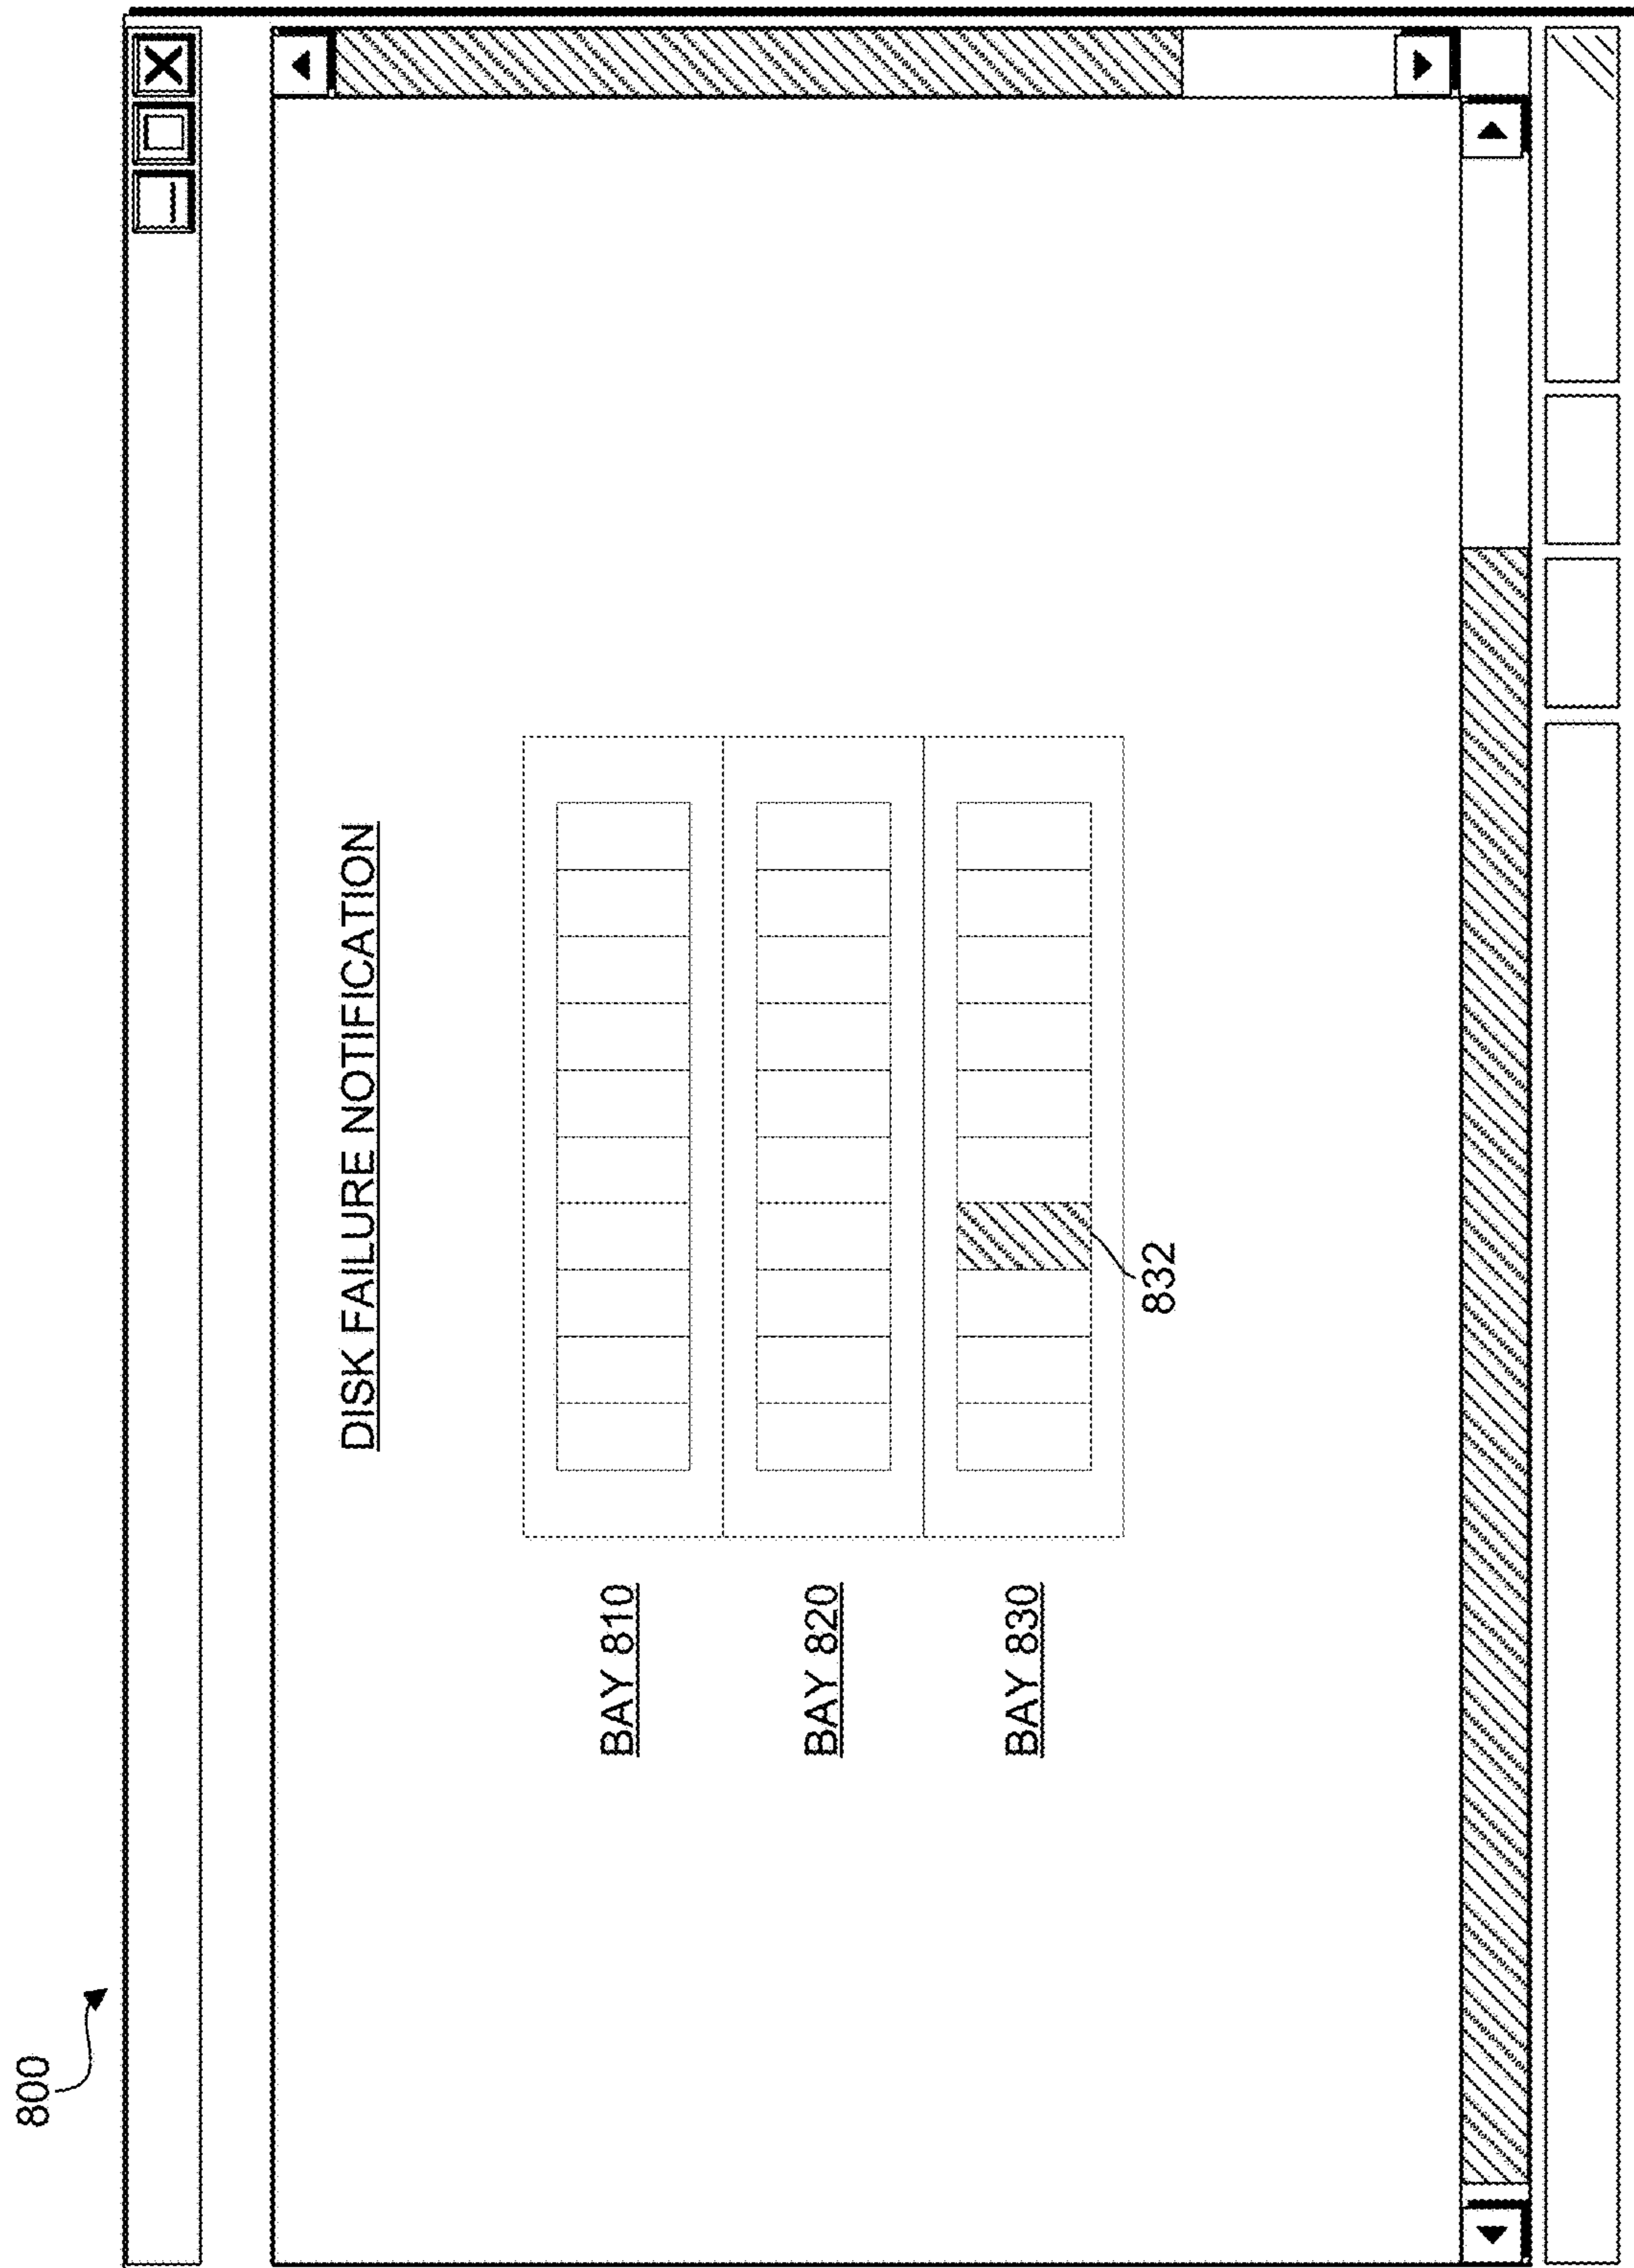 800
DISK FAILURE NOTIFICATION
BAY 810
BAY 820
BAY 830
832